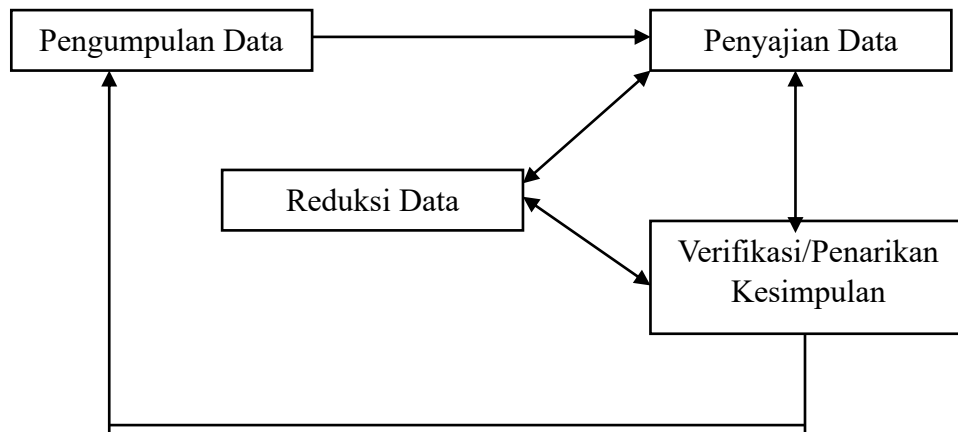 Pengumpulan Data
Penyajian Data
Reduksi Data
Verifikasi/Penarikan
Kesimpulan